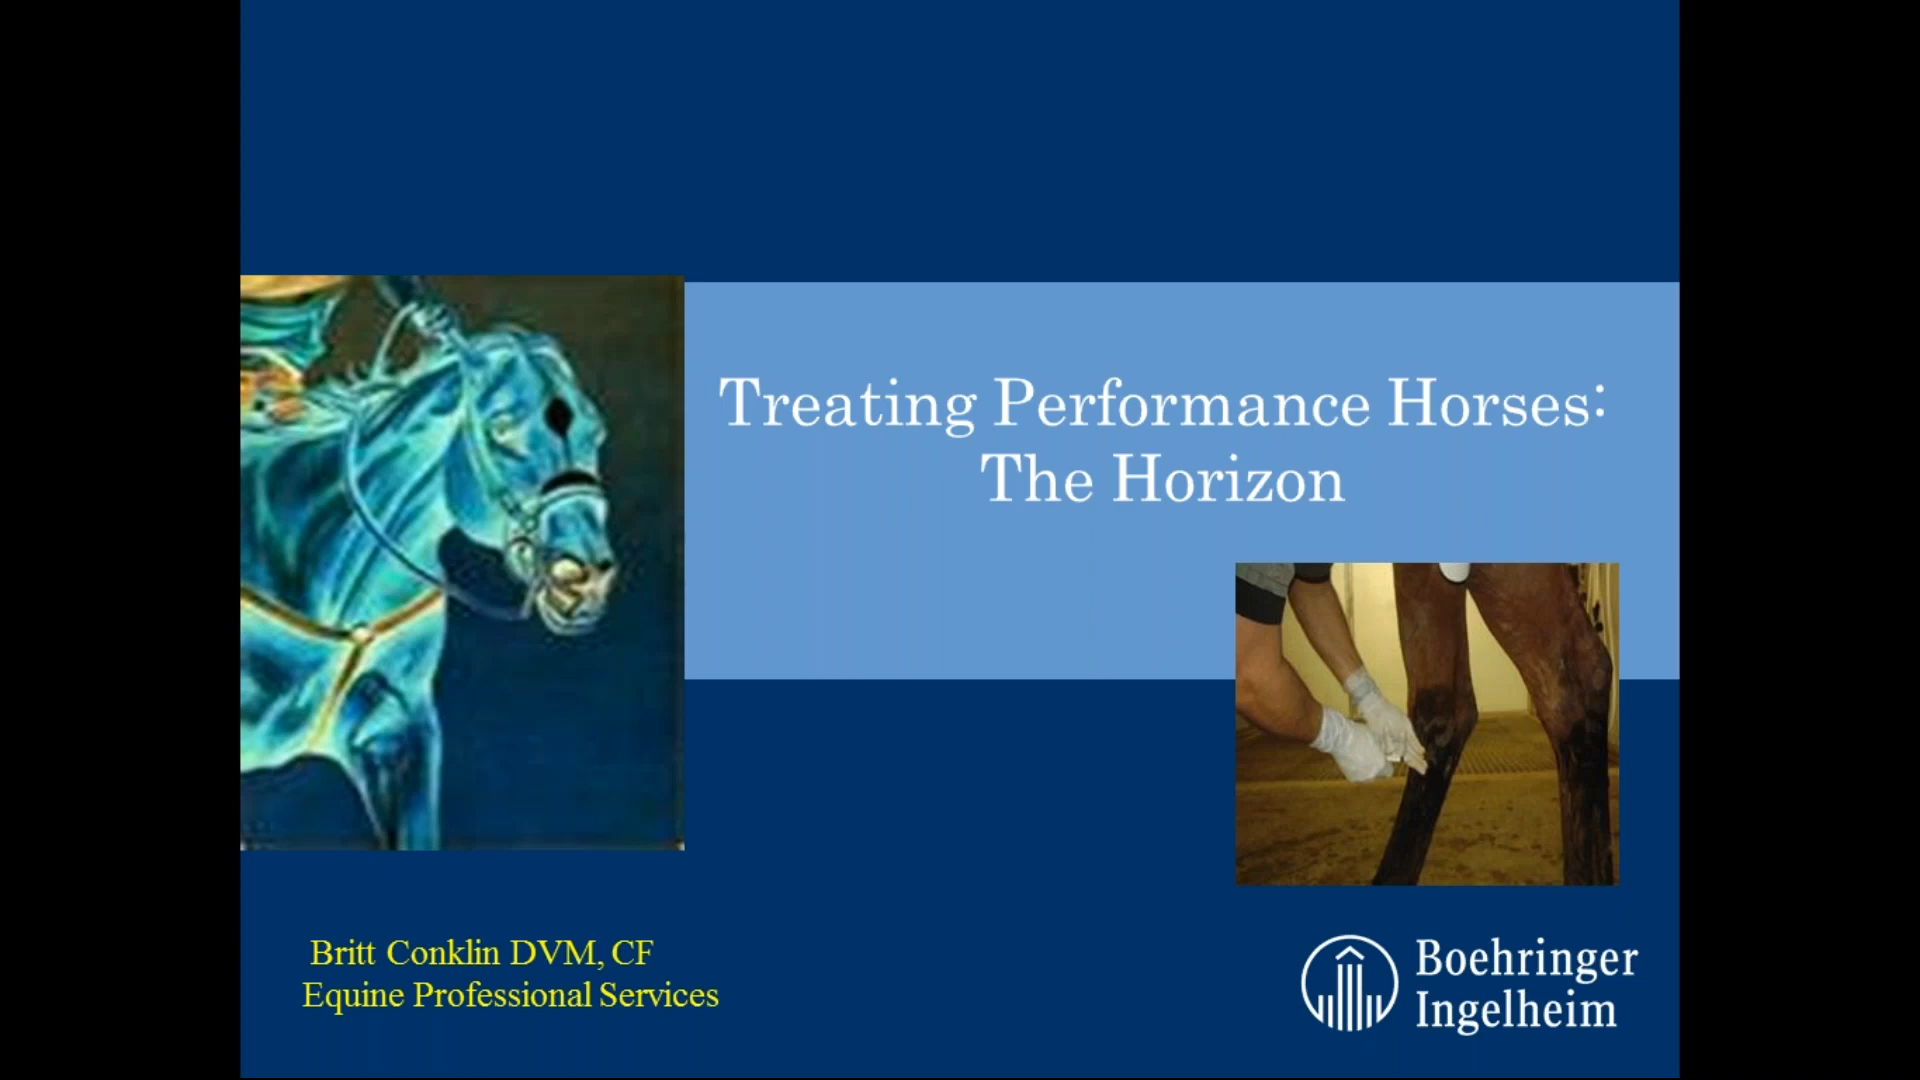 Treating Performance Horses:
The Horizon
Britt Conklin DVM, CF
Equine Professional Services
Boehringer
Ingelheim